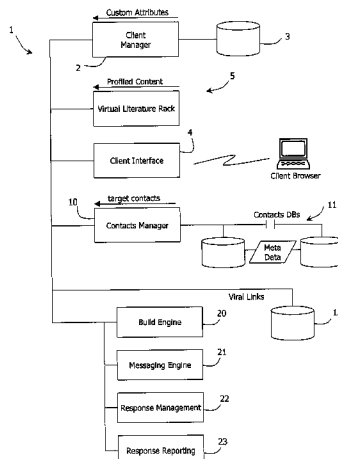 Custom Attributes
1
Client
Manager
2
3
Profiled Content
5
Virtual Literature Rack
4
Client Interface
Client Browser
target contacts
10
Contacts Manager
Contacts DBs
11
Meta
Data
Viral Links
Build Engine
20
Messaging Engine
21
Response Management
22
Response Reporting
23